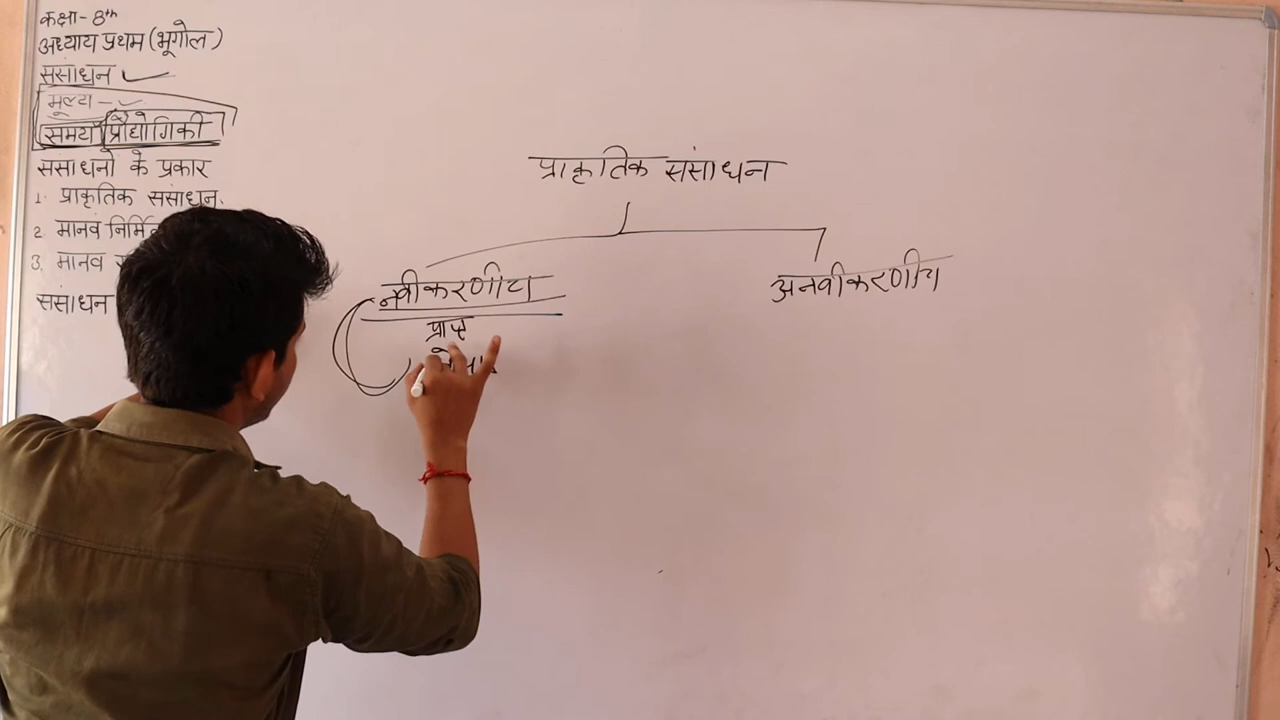 कक्षा- 8th
अध्याय प्रथम (भूगोल)
संसाधन
मूल्य -
समय प्रौद्योगिकी
संसाधनो के प्रकार
1. प्राकृतिक संसाधन
2. मानव निर्मि
3. मानव
संसाधन
प्राकृतिक संसाधन
नवीकरणीय
अनवीकरणीय